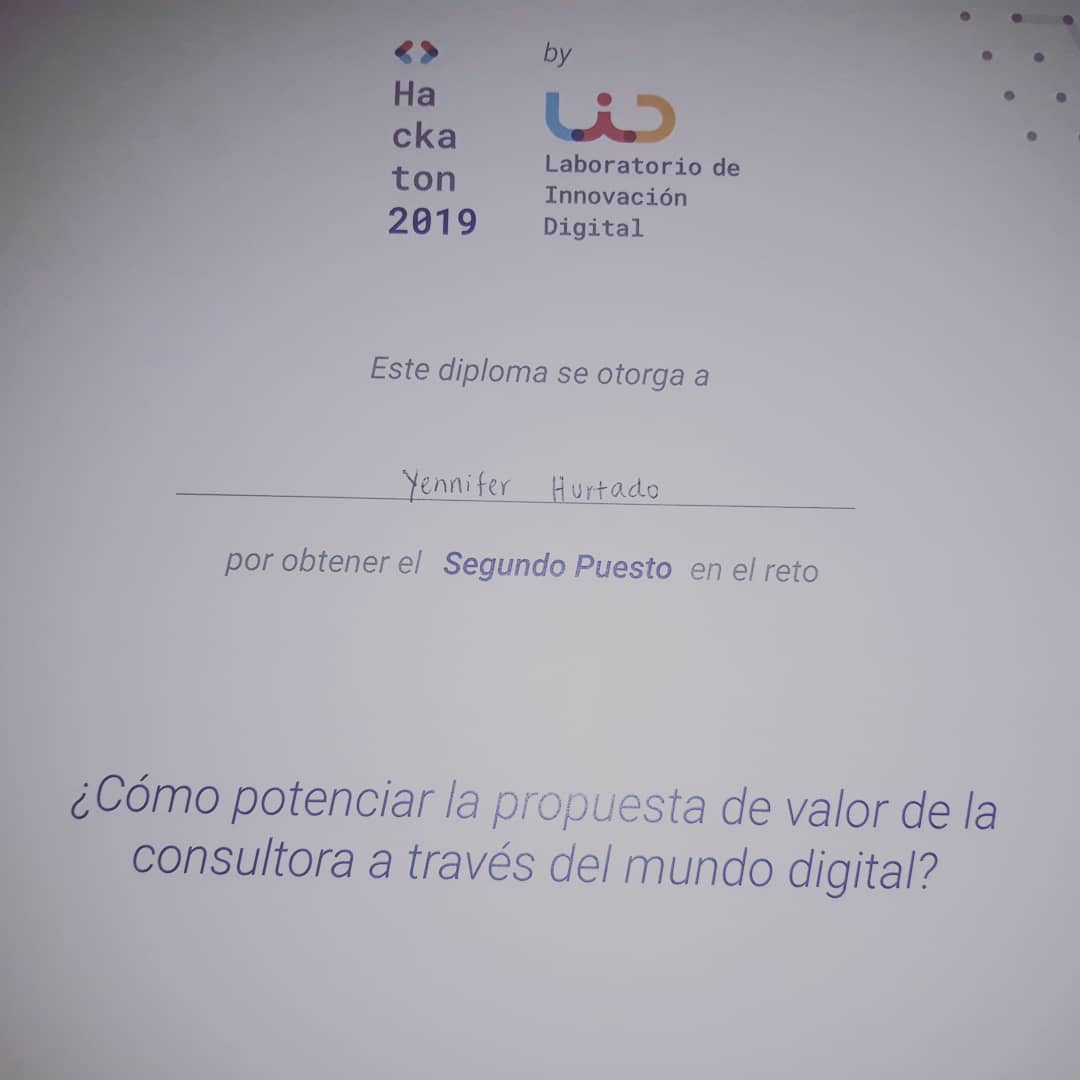 <>
Ha
cka
ton
2019
by
LiD
Laboratorio de
Innovación
Digital
Este diploma se otorga a
Yennifer Hurtado
por obtener el Segundo Puesto en el reto
¿Cómo potenciar la propuesta de valor de la
consultora a través del mundo digital?